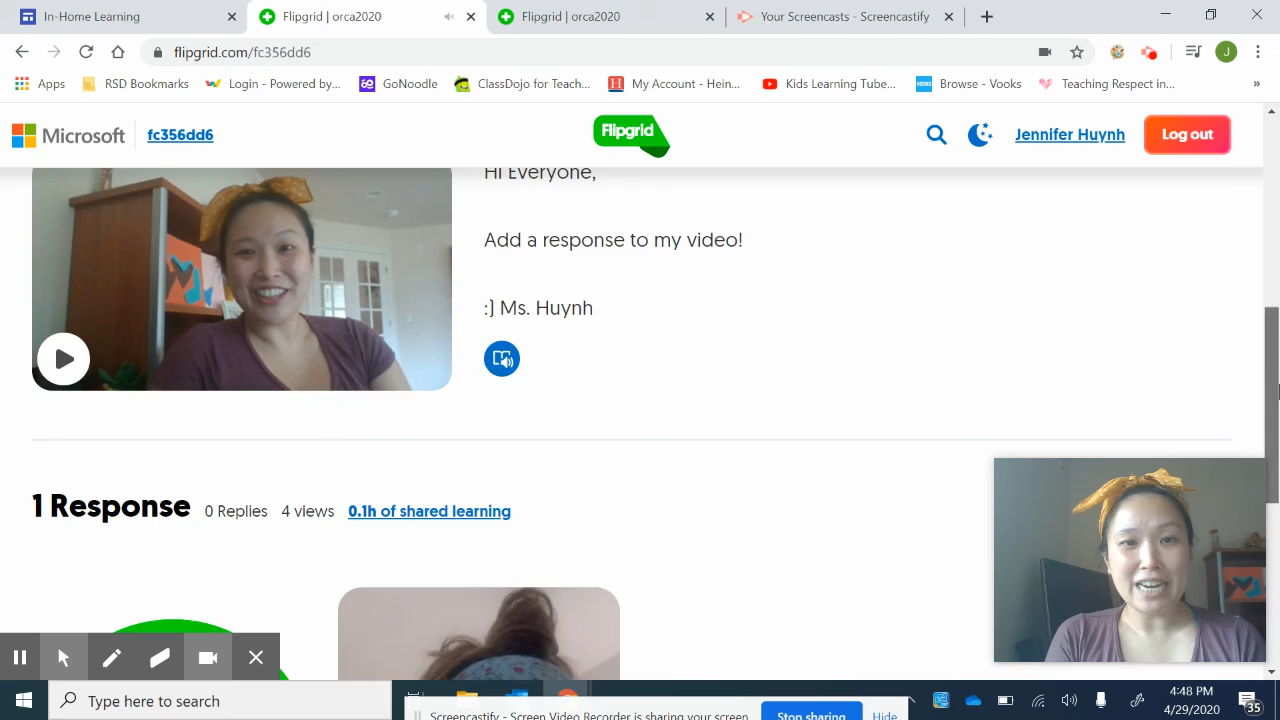 In-Home Learning
Flipgrid | orca2020
Flipgrid | orca2020
Your Screencasts - Screencastify
flipgrid.com/fc356dd6
J
Apps
RSD Bookmarks
Login - Powered by...
GoNoodle
ClassDojo for Teach...
My Account - Hein...
Kids Learning Tube...
VOOKS
Browse - Vooks
Teaching Respect in...
»
Microsoft
fc356dd6
Flipgrid
Jennifer Huynh
Log out
Hi Everyone,
Add a response to my video!
:) Ms. Huynh
1 Response 0 Replies 4 views 0.1h of shared learning
Type here to search
Screencastify - Screen Video Recorder is sharing your screen
Stop sharing
Hide
4:48 PM
4/29/2020
35